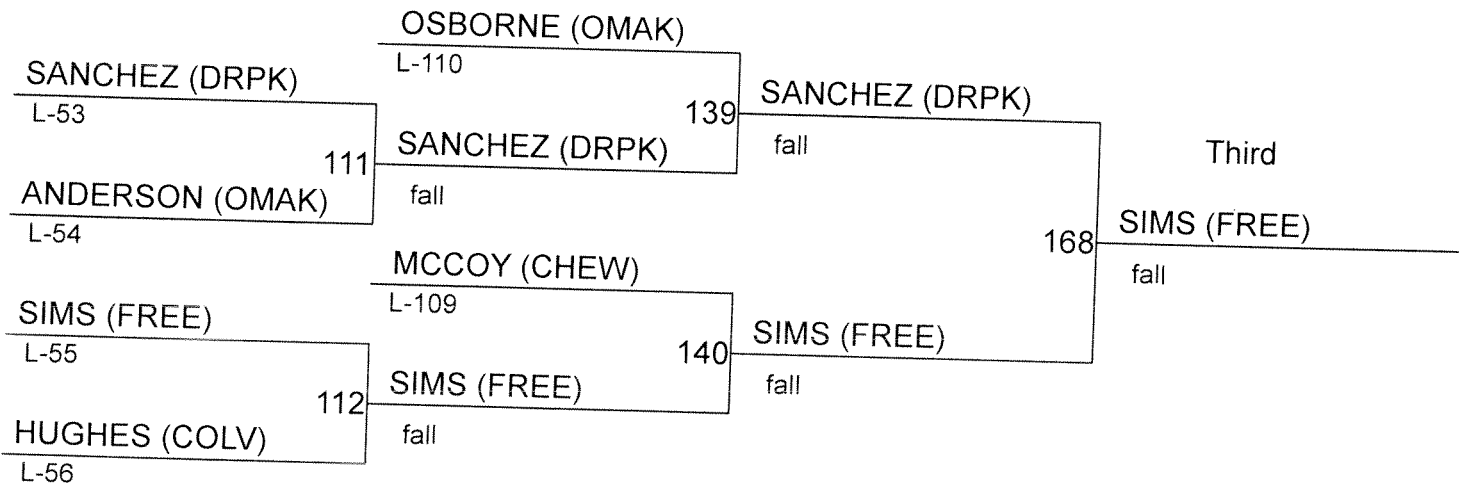 OSBORNE (OMAK)
L-110
SANCHEZ (DRPK)
L-53
139
SANCHEZ (DRPK)
fall
111
SANCHEZ (DRPK)
fall
Third
ANDERSON (OMAK)
L-54
168
SIMS (FREE)
fall
MCCOY (CHEW)
L-109
SIMS (FREE)
L-55
140
SIMS (FREE)
fall
112
SIMS (FREE)
fall
HUGHES (COLV)
L-56